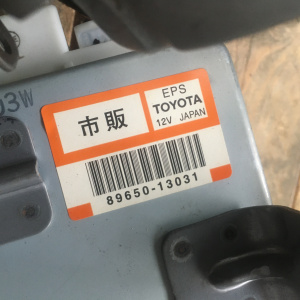 03W
市販
EPS
TOYOTA
12V JAPAN
89650-13031